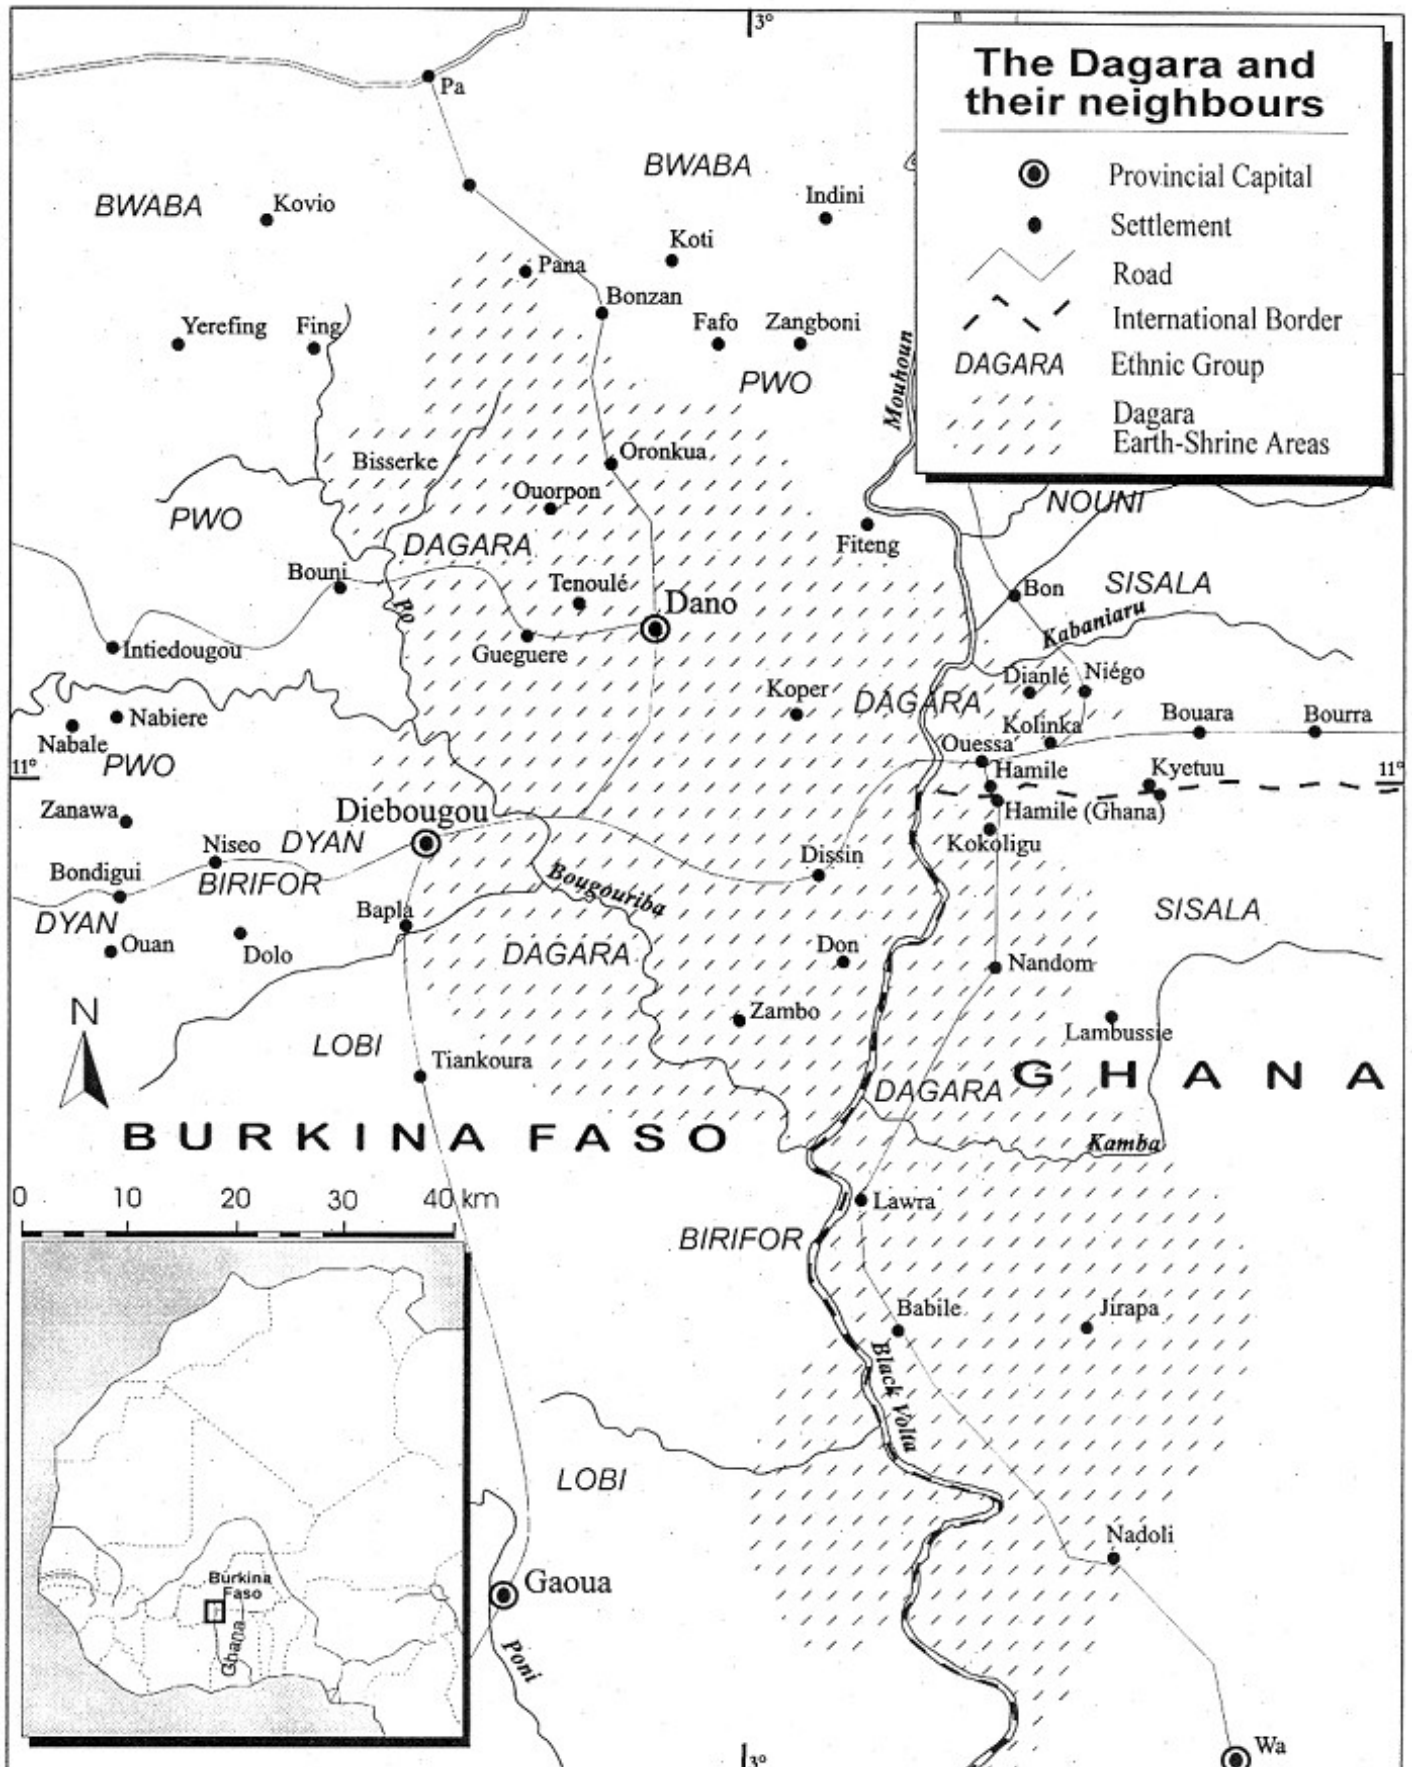 3°
The Dagara and
their neighbours
Provincial Capital
Settlement
Road
International Border
DAGARA Ethnic Group
Dagara
Earth-Shrine Areas
Pa
BWABA
BWABA
Indini
Kovio
Koti
Pana
Bonzan
Yerefing
Fing
Fafo
Zangboni
PWO
Mouhoun
Oronkua
Bisserke
Ouorpon
PWO
NOUNI
Fiteng
DAGARA
Bouni
Tenoulé
Dano
Bon
SISALA
Po
Kabaniaru
Intiedougou
Gueguere
Koper
DAGARA
Dianlé
Niégo
Nabiere
Nabale
Kolinka
Bouara
Bourra
Ouessa
PWO
11°
11°
Hamile
Kyetuu
Zanawa
Diebougou
Hamile (Ghana)
Niseo
DYAN
Kokoligu
Dissin
Bondigui
BIRIFOR
Bougouriba
DYAN
Bapla
SISALA
Ouan
Dolo
DAGARA
Don
Nandom
N
Zambo
Lambussie
LOBI
Tiankoura
DAGARA
GHANA
BURKINA FASO
Kamba
0 10 20 30 40 km
Lawra
BIRIFOR
Babile
Jirapa
Black Volta
LOBI
Nadoli
Burkina
Faso
Ghana
Gaoua
Poni
3°
Wa